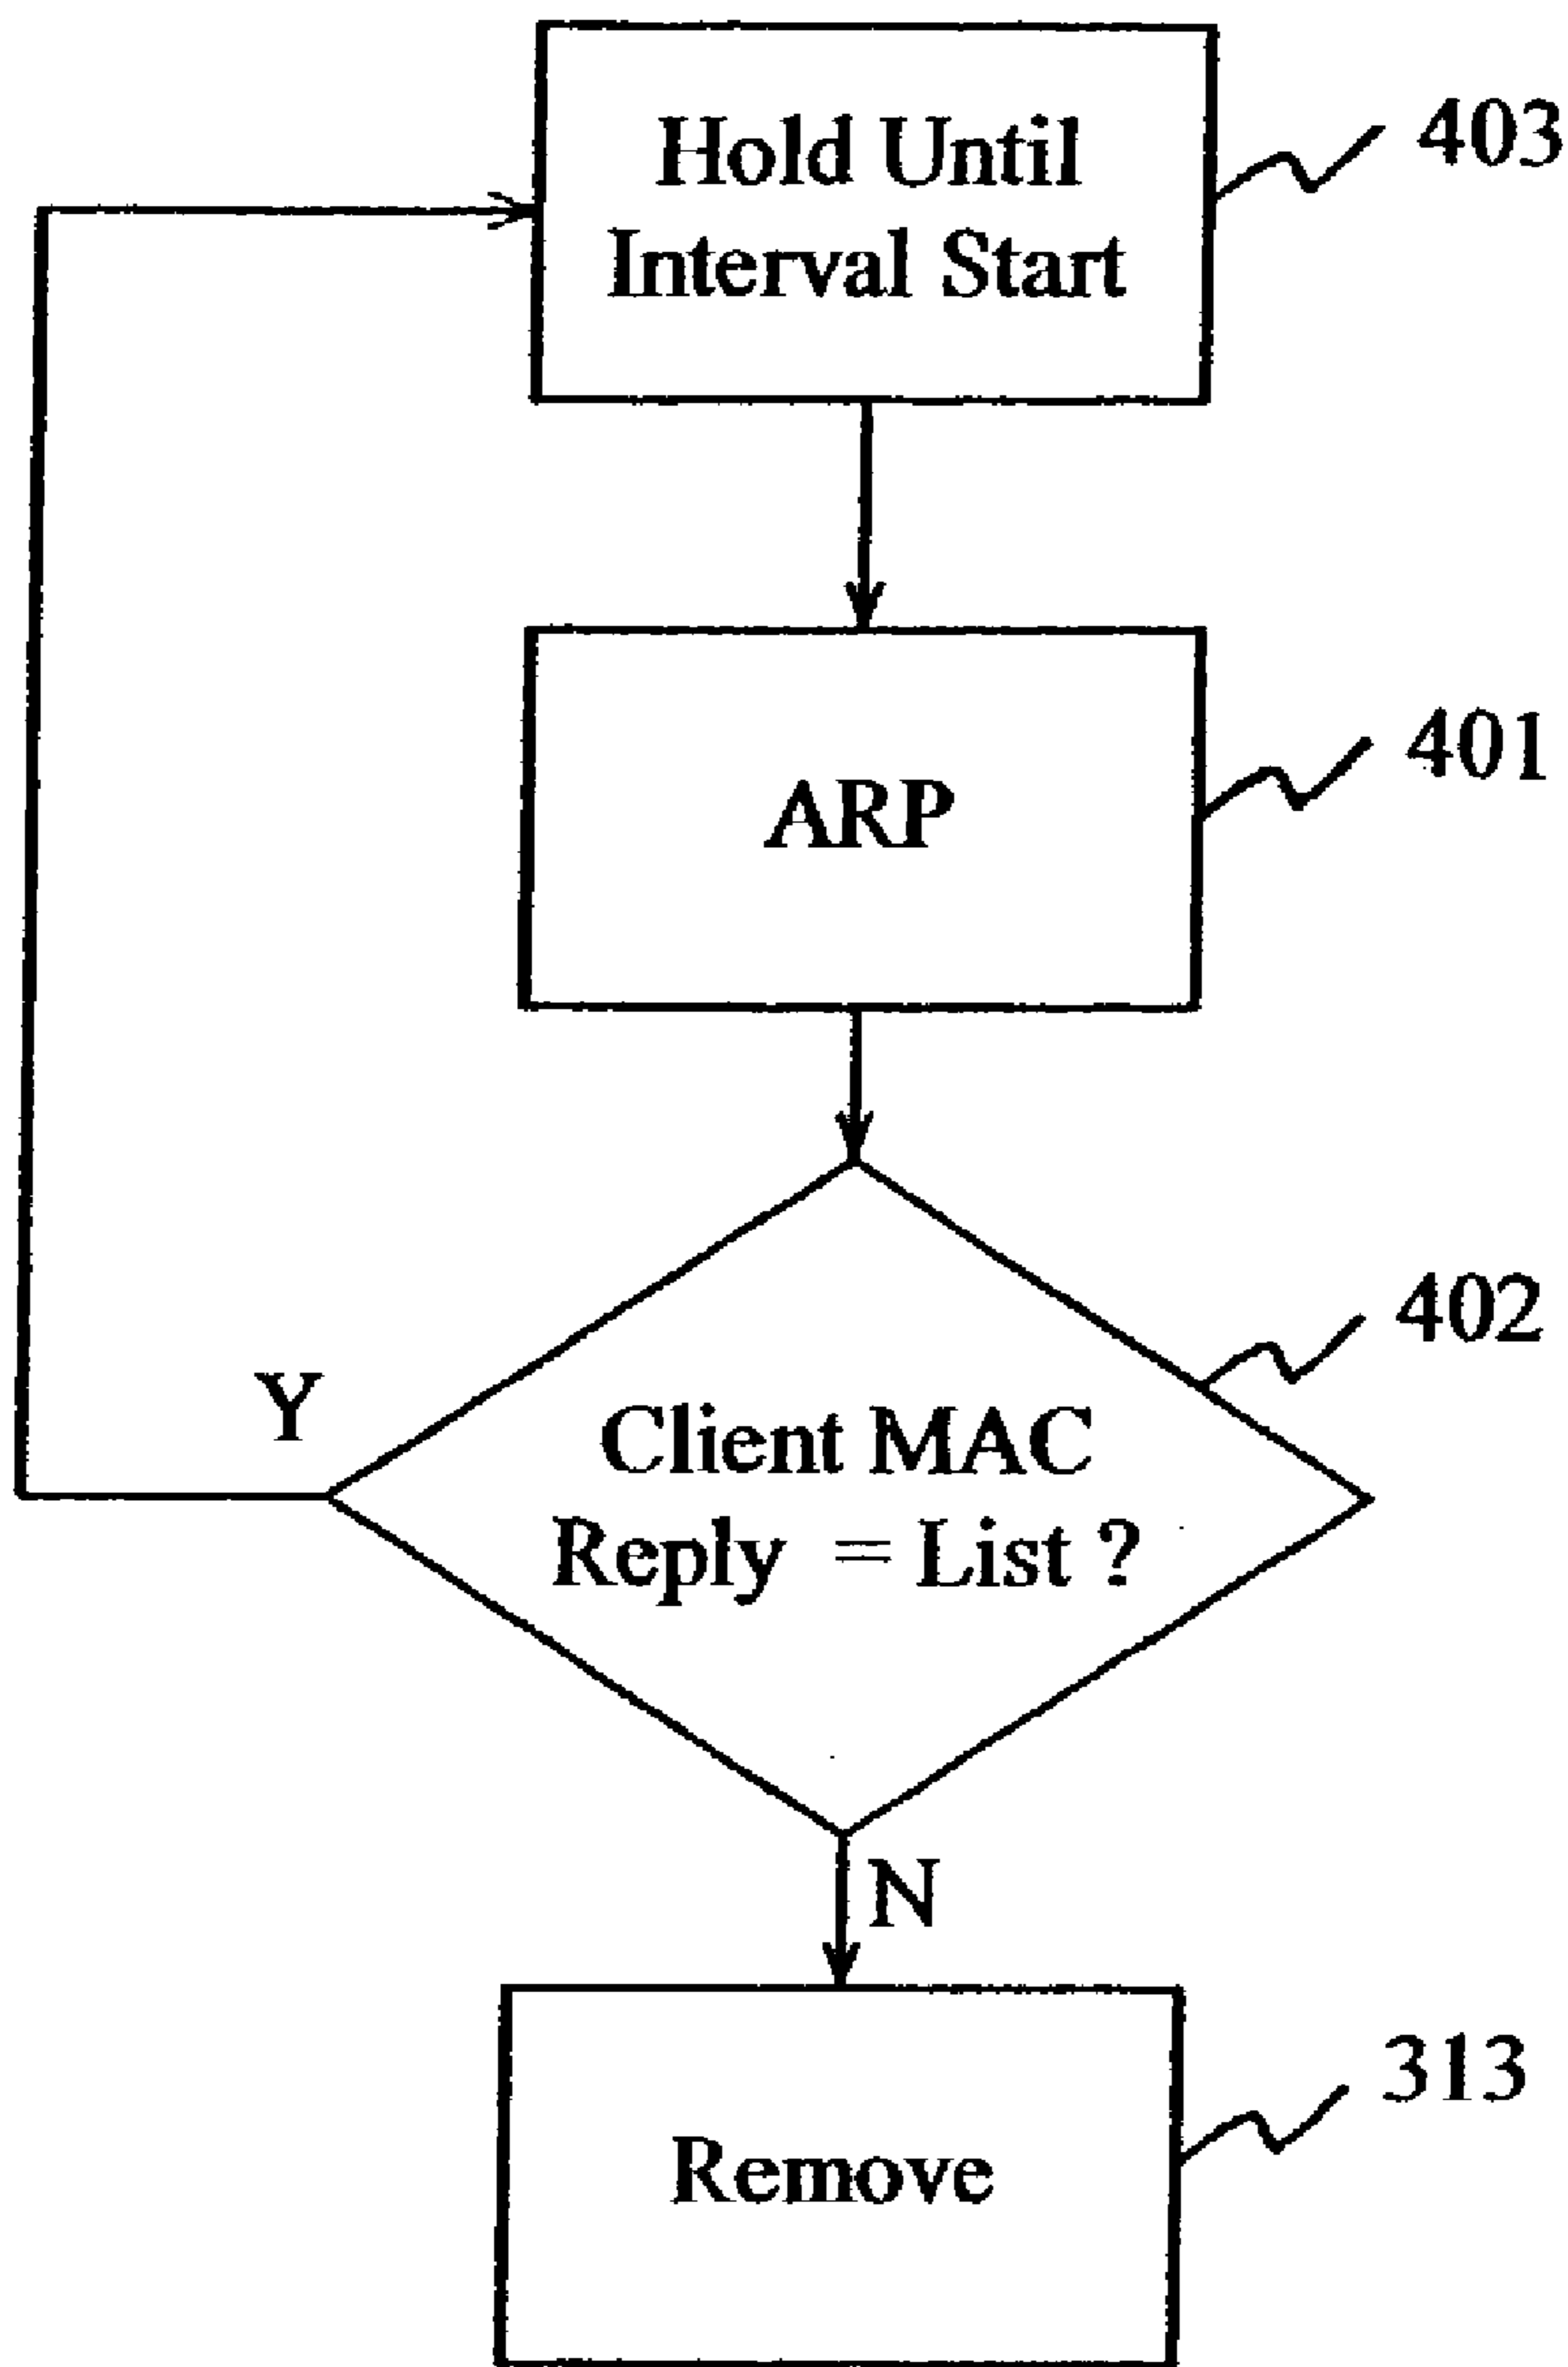 Hold Until
Interval Start
403
ARP
401
402
Y
Client MAC
Reply = List ?
N
313
Remove